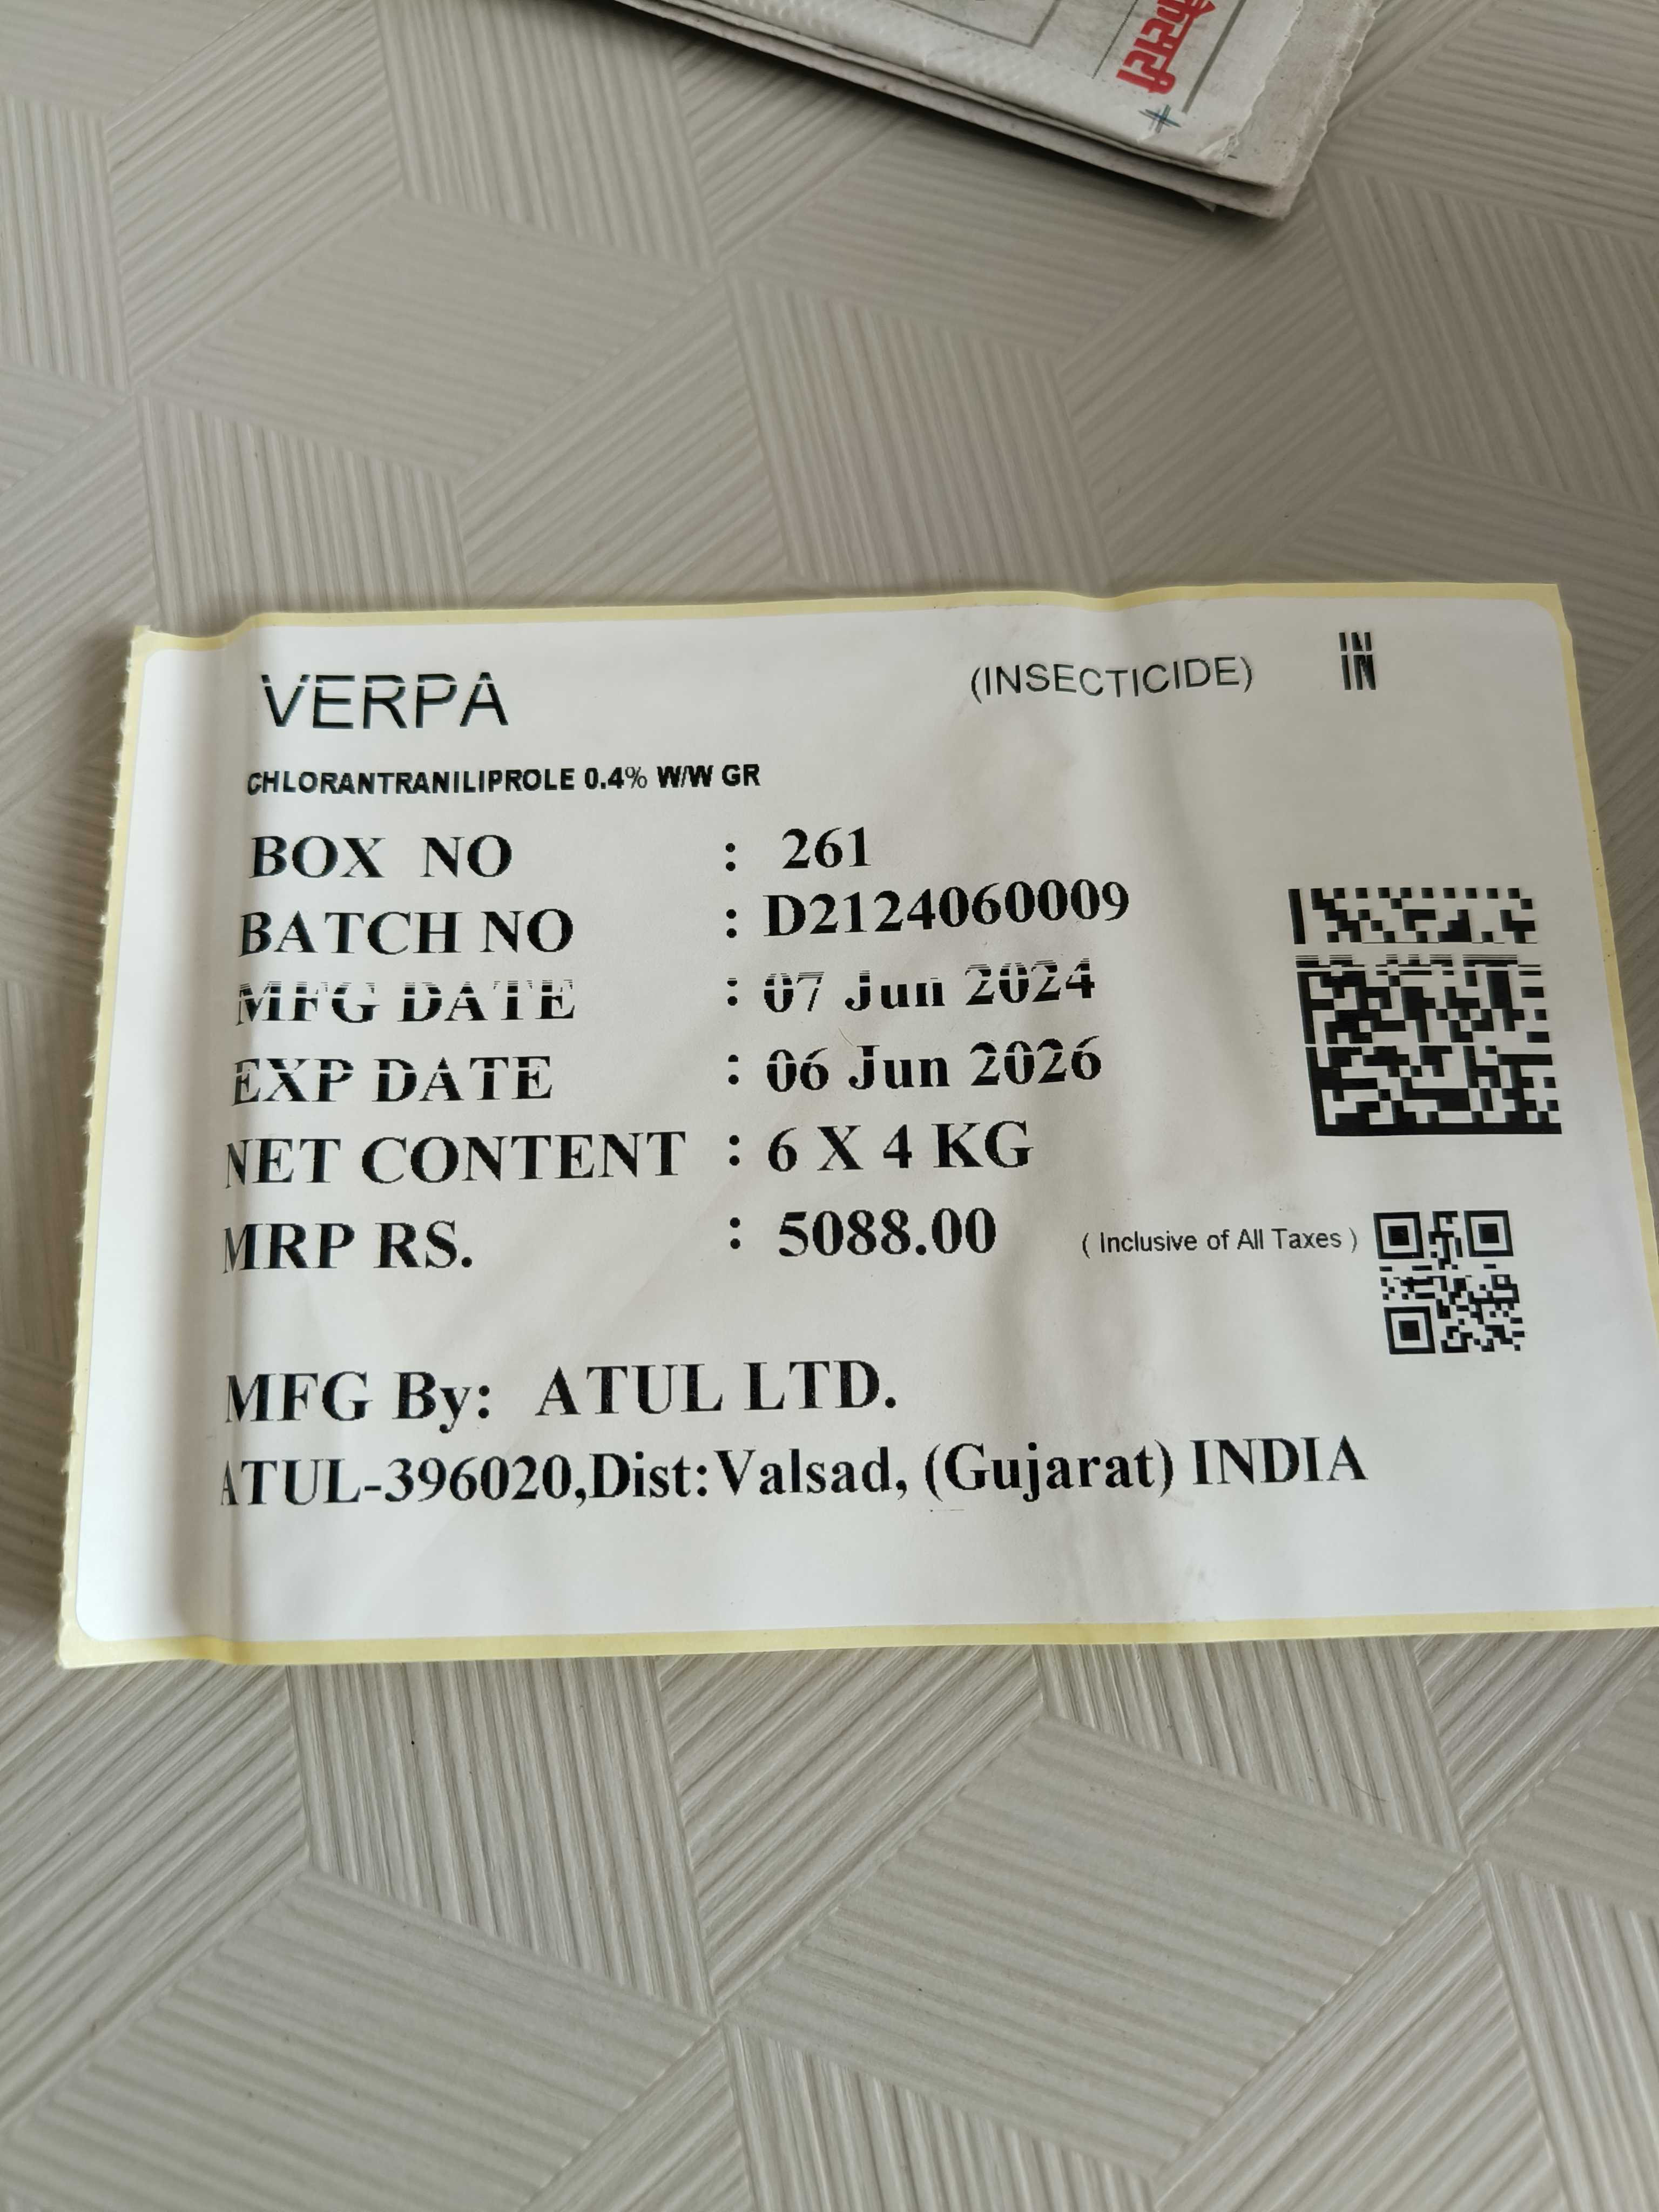 VERPA (INSECTICIDE) IN
CHLORANTRANILIPROLE 0.4% W/W GR
BOX NO : 261
BATCH NO : D2124060009
MFG DATE : 07 Jun 2024
EXP DATE : 06 Jun 2026
NET CONTENT : 6 X 4 KG
MRP RS. : 5088.00 ( Inclusive of All Taxes )
MFG By: ATUL LTD.
ATUL-396020,Dist:Valsad, (Gujarat) INDIA